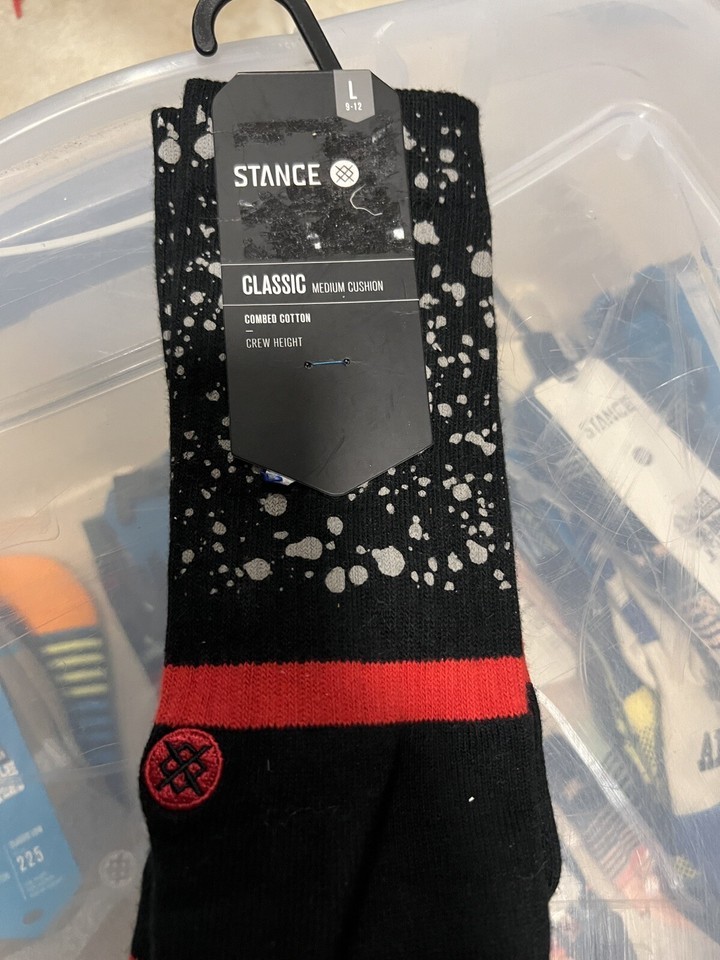 L
9-12
STANCE
CLASSIC MEDIUM CUSHION
COMBED COTTON
CREW HEIGHT
STANCE
225